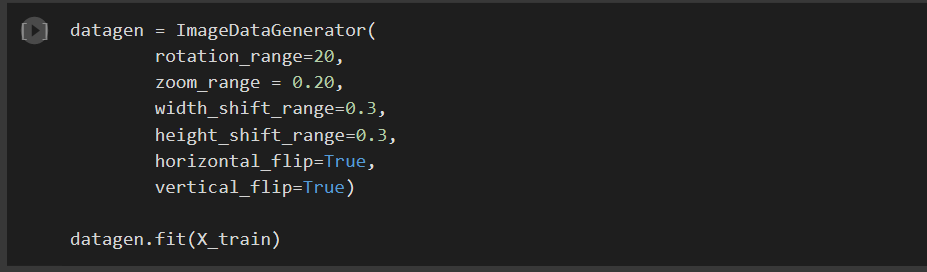 datagen = ImageDataGenerator(
        rotation_range=20,
        zoom_range = 0.20,
        width_shift_range=0.3,
        height_shift_range=0.3,
        horizontal_flip=True,
        vertical_flip=True)
datagen.fit(X_train)